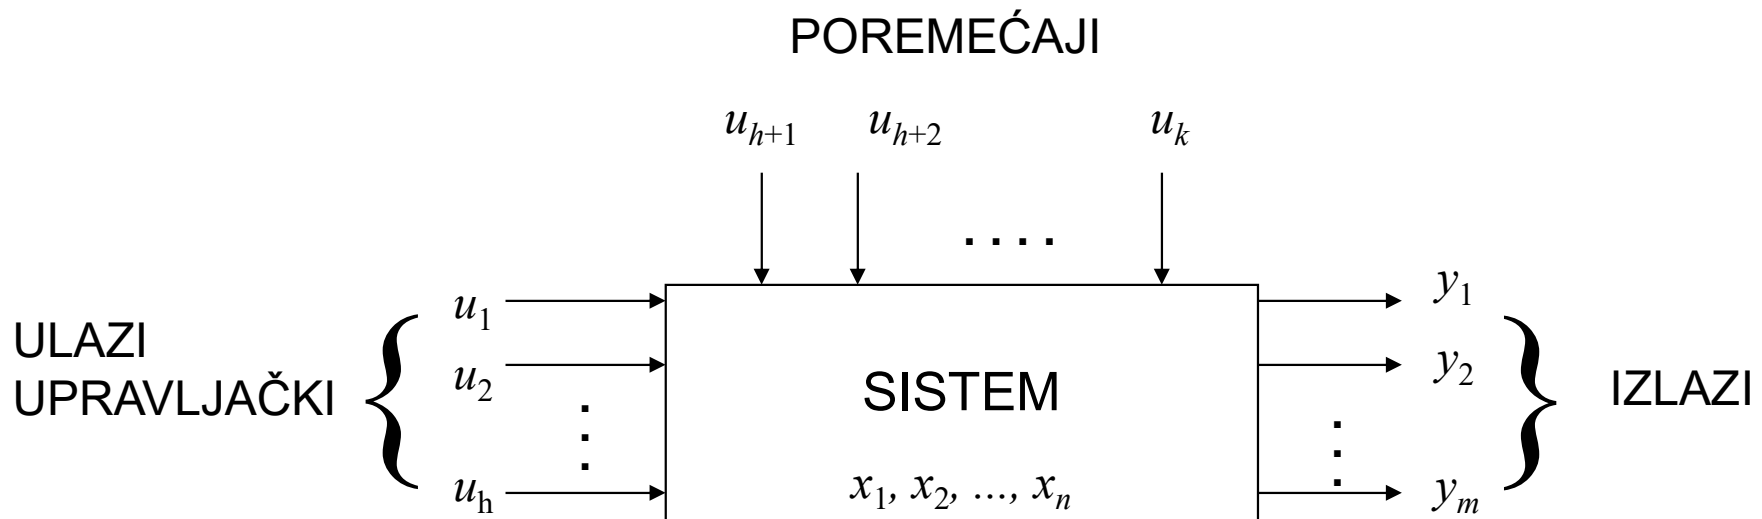 POREMEĆAJI
u_{h+1} u_{h+2} u_k
. . . .
ULAZI
UPRAVLJAČKI
u_1
u_2
u_h
SISTEM
x_1, x_2, ..., x_n
y_1
y_2
y_m
IZLAZI